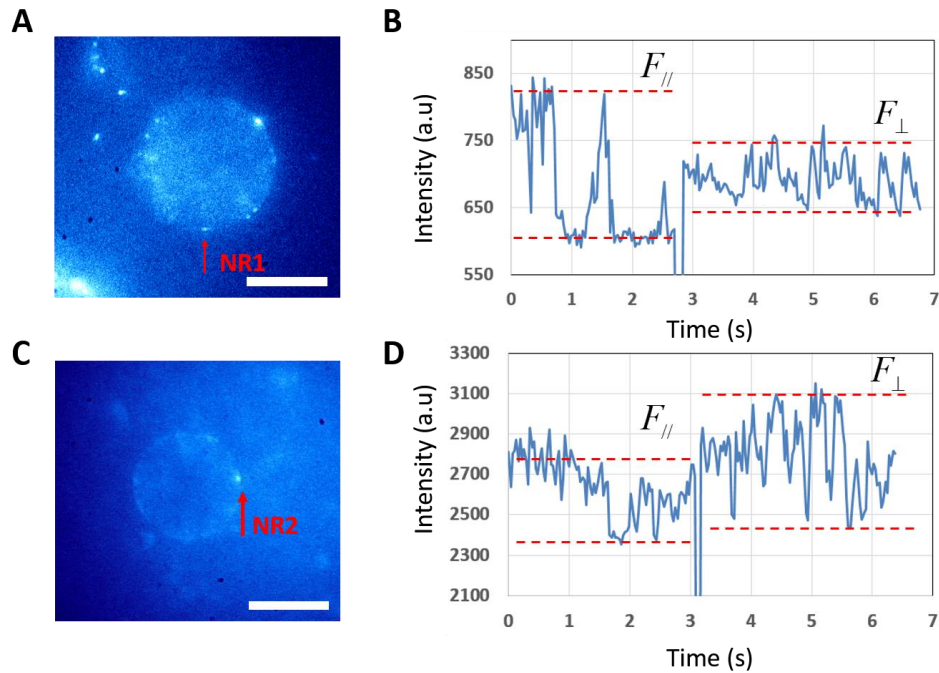 A
NR1
B
Intensity (a.u)
850
750
650
550
F//
F⊥
0 1 2 3 4 5 6 7
Time (s)
C
NR2
D
Intensity (a.u)
3300
3100
2900
2700
2500
2300
2100
F//
F⊥
0 1 2 3 4 5 6 7
Time (s)